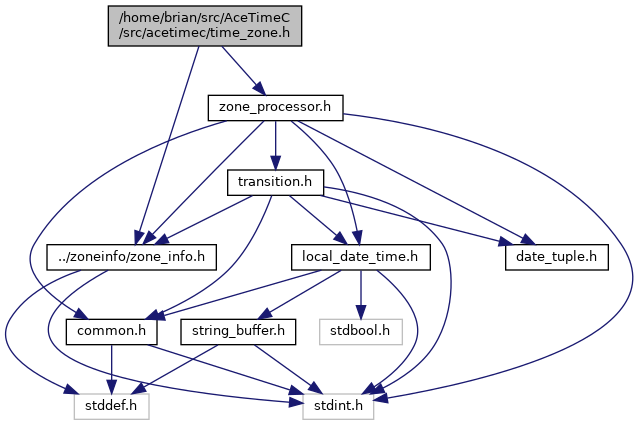 /home/brian/src/AceTimeC
/src/acetimec/time_zone.h
zone_processor.h
transition.h
../zoneinfo/zone_info.h
local_date_time.h
date_tuple.h
common.h
string_buffer.h
stdbool.h
stddef.h
stdint.h